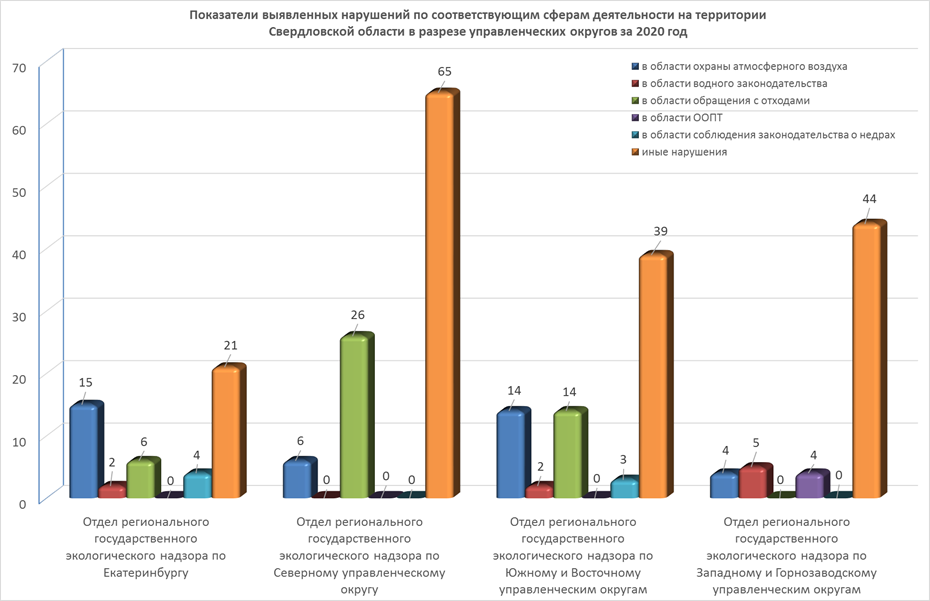 Показатели выявленных нарушений по соответствующим сферам деятельности на территории
Свердловской области в разрезе управленческих округов за 2020 год
70
60
50
40
30
20
10
0
в области охраны атмосферного воздуха
в области водного законодательства
в области обращения с отходами
в области ООПТ
в области соблюдения законодательства о недрах
иные нарушения
15
2
6
0
4
21
6
0
26
0
0
65
14
2
14
0
3
39
4
5
0
4
0
44
Отдел регионального
государственного
экологического надзора по
Екатеринбургу
Отдел регионального
государственного
экологического надзора по
Северному управленческому
округу
Отдел регионального
государственного
экологического надзора по
Южному и Восточному
управленческим округам
Отдел регионального
государственного
экологического надзора по
Западному и Горнозаводскому
управленческим округам